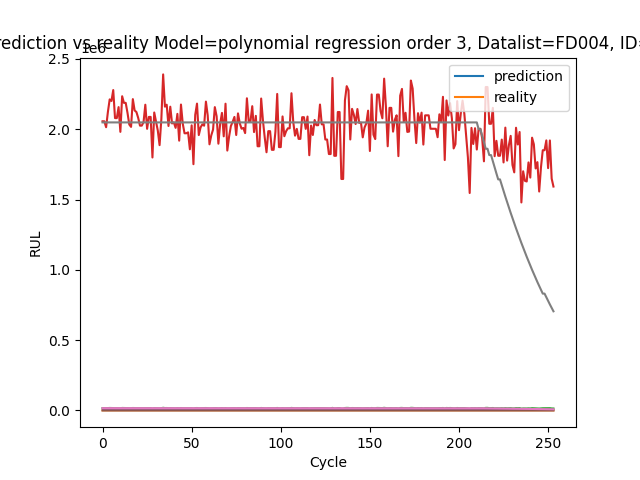 rediction vs reality Model=polynomial regression order 3, Datalist=FD004, ID=
1e6
2.5
2.0
1.5
1.0
0.5
0.0
RUL
0 50 100 150 200 250
Cycle
prediction
reality